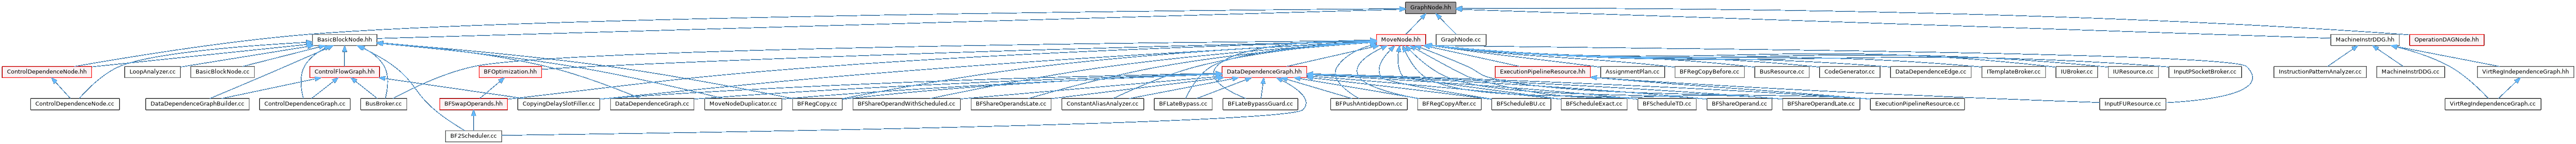 GraphNode.hh
BasicBlockNode.hh
MoveNode.hh
GraphNode.cc
MachineInstrDDG.hh
OperationDAGNode.hh
ControlDependenceNode.hh
LoopAnalyzer.cc
BasicBlockNode.cc
ControlFlowGraph.hh
BFOptimization.hh
DataDependenceGraph.hh
ExecutionPipelineResource.hh
AssignmentPlan.cc
BFRegCopyBefore.cc
BusResource.cc
CodeGenerator.cc
DataDependenceEdge.cc
ITemplateBroker.cc
IUBroker.cc
IUResource.cc
InputPSocketBroker.cc
InstructionPatternAnalyzer.cc
MachineInstrDDG.cc
VirtRegIndependenceGraph.hh
ControlDependenceNode.cc
DataDependenceGraphBuilder.cc
ControlDependenceGraph.cc
BusBroker.cc
BFSwapOperands.hh
CopyingDelaySlotFiller.cc
DataDependenceGraph.cc
MoveNodeDuplicator.cc
BFRegCopy.cc
BFShareOperandWithScheduled.cc
BFShareOperandsLate.cc
ConstantAliasAnalyzer.cc
BFLateBypass.cc
BFLateBypassGuard.cc
BFPushAntidepDown.cc
BFRegCopyAfter.cc
BFScheduleBU.cc
BFScheduleExact.cc
BFScheduleTD.cc
BFShareOperand.cc
BFShareOperandLate.cc
ExecutionPipelineResource.cc
InputFUResource.cc
VirtRegIndependenceGraph.cc
BF2Scheduler.cc